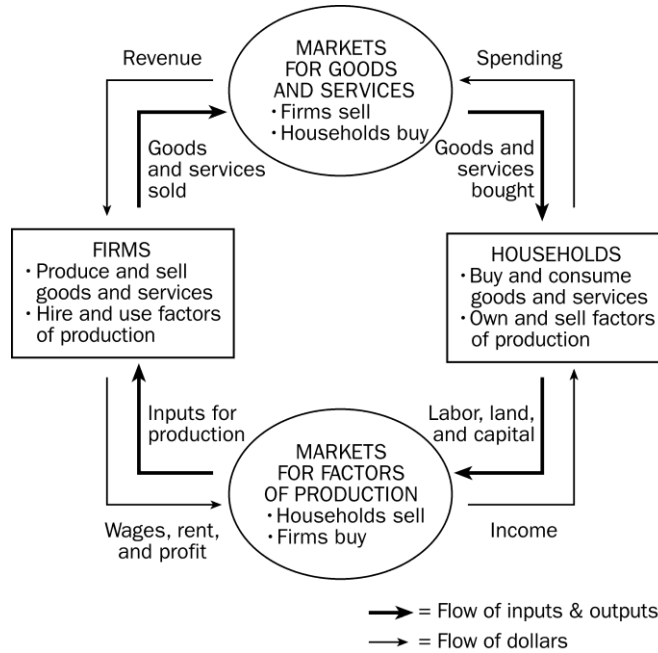 MARKETS
FOR GOODS
AND SERVICES
• Firms sell
• Households buy
Revenue
Spending
Goods
and services
sold
Goods and
services
bought
FIRMS
• Produce and sell
goods and services
• Hire and use factors
of production
HOUSEHOLDS
• Buy and consume
goods and services
• Own and sell factors
of production
Inputs for
production
Labor, land,
and capital
MARKETS
FOR FACTORS
OF PRODUCTION
• Households sell
• Firms buy
Wages, rent,
and profit
Income
= Flow of inputs & outputs
= Flow of dollars